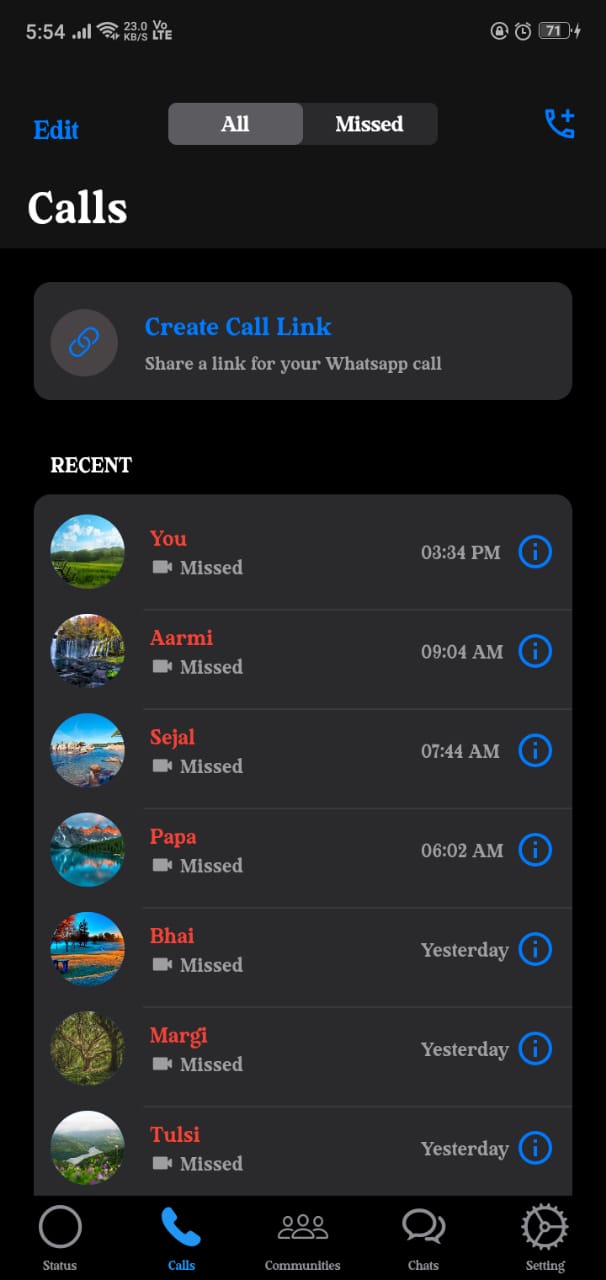 5:54 23.0 KB/S Vo LTE 71
Edit All Missed
Calls
Create Call Link
Share a link for your Whatsapp call
RECENT
You
Missed
03:34 PM
Aarmi
Missed
09:04 AM
Sejal
Missed
07:44 AM
Papa
Missed
06:02 AM
Bhai
Missed
Yesterday
Margi
Missed
Yesterday
Tulsi
Missed
Yesterday
Status Calls Communities Chats Setting